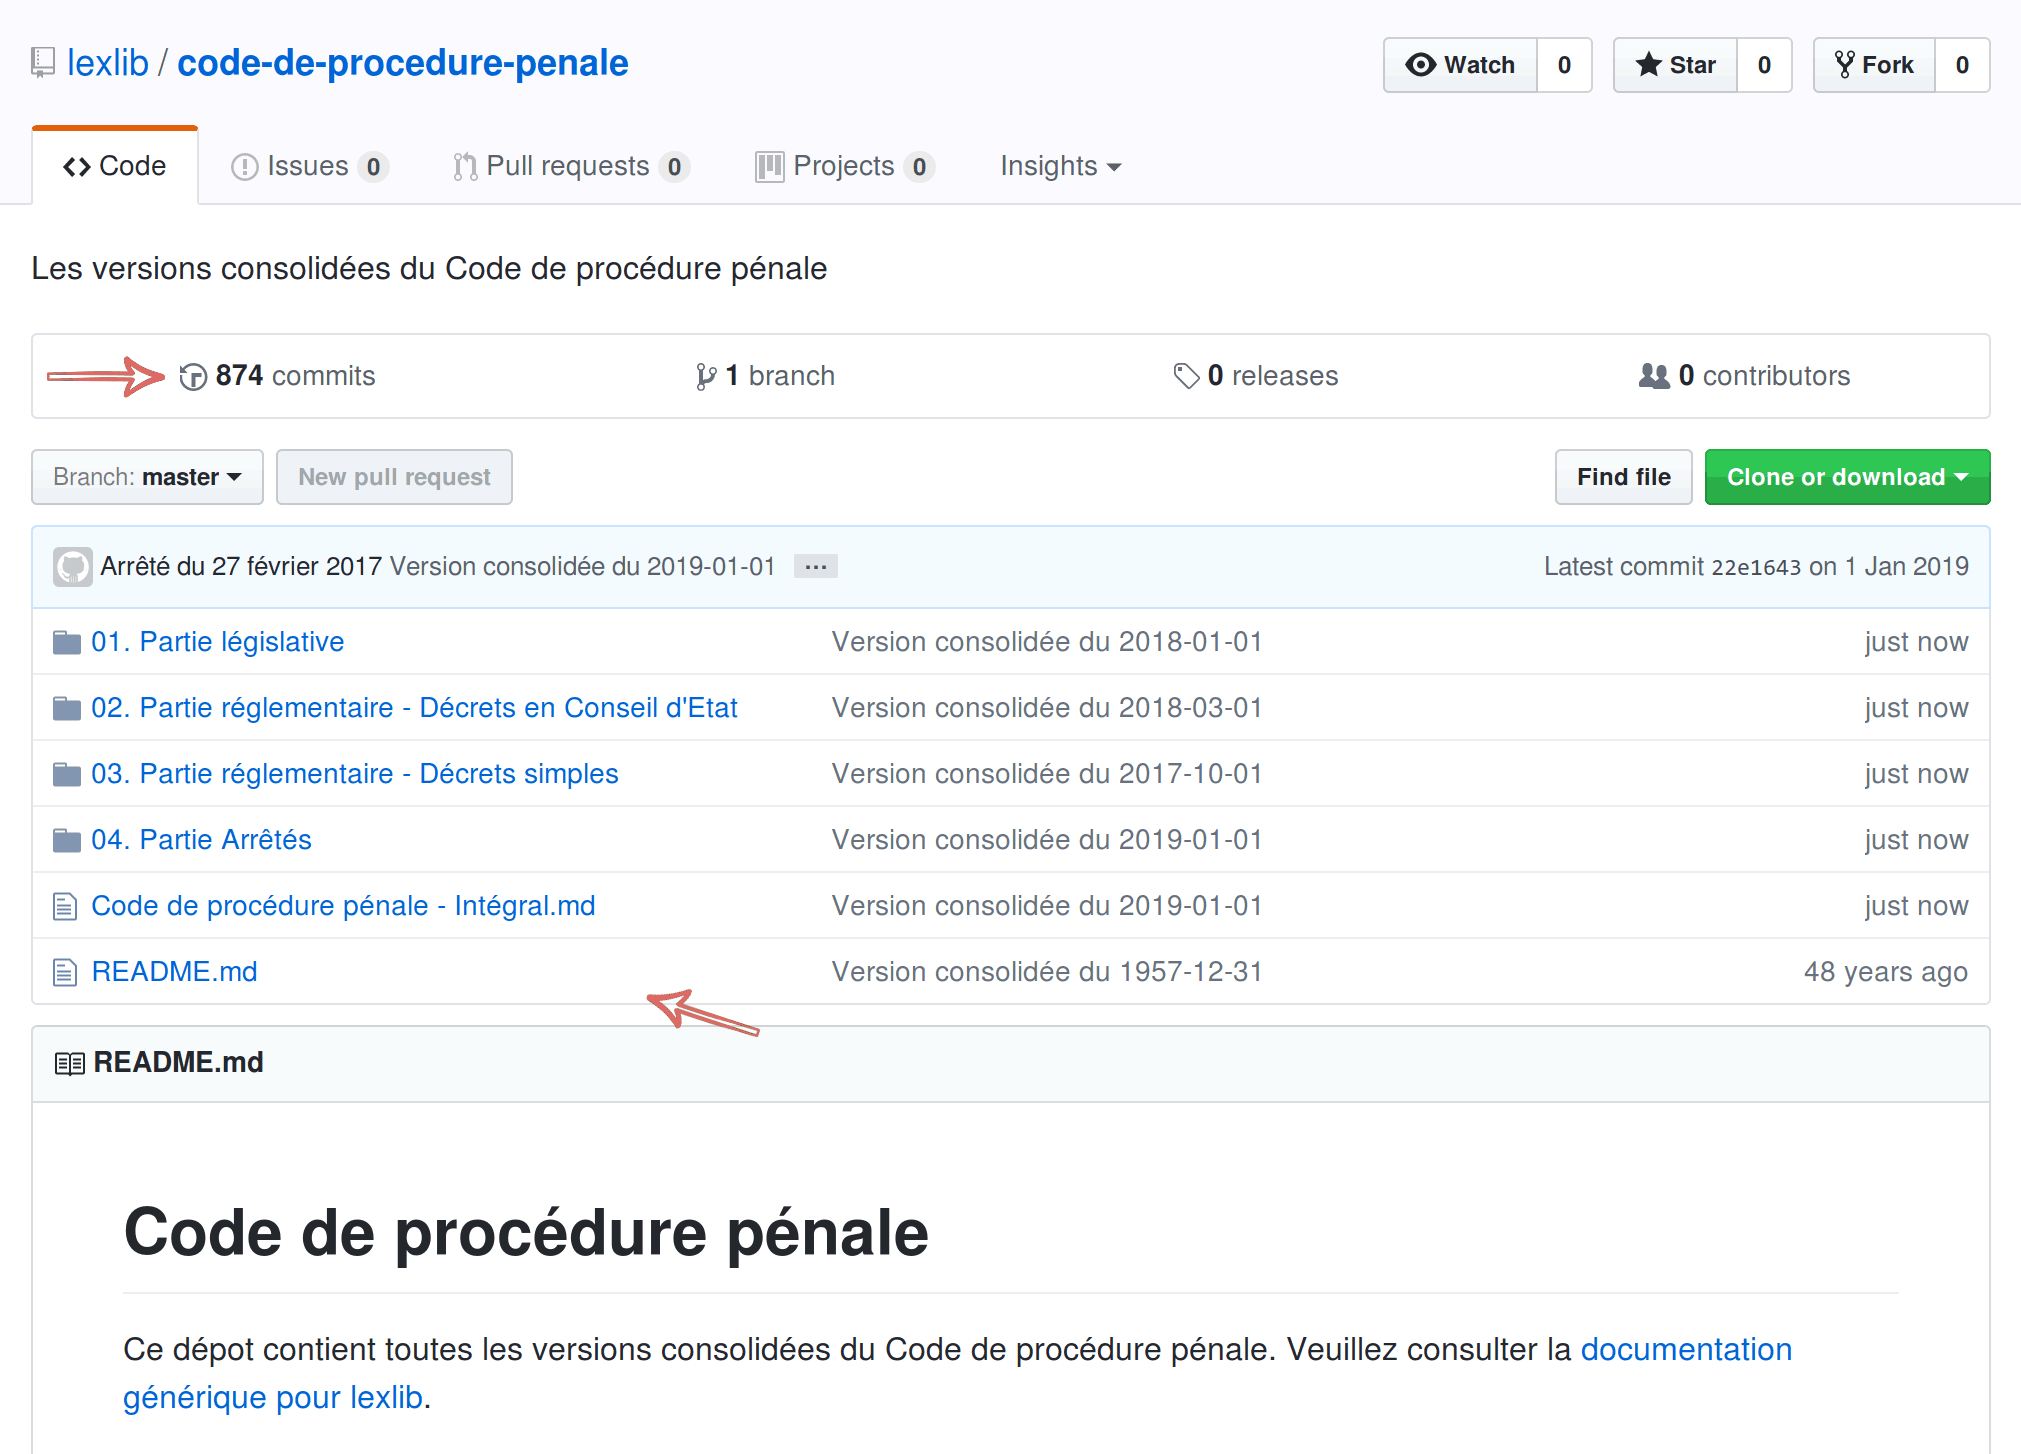 lexlib / code-de-procedure-penale
Watch 0 Star 0 Fork 0
Code Issues 0 Pull requests 0 Projects 0 Insights
Les versions consolidées du Code de procédure pénale
874 commits 1 branch 0 releases 0 contributors
Branch: master New pull request Find file Clone or download
Arrêté du 27 février 2017 Version consolidée du 2019-01-01 ... Latest commit 22e1643 on 1 Jan 2019
01. Partie législative Version consolidée du 2018-01-01 just now
02. Partie réglementaire - Décrets en Conseil d'Etat Version consolidée du 2018-03-01 just now
03. Partie réglementaire - Décrets simples Version consolidée du 2017-10-01 just now
04. Partie Arrêtés Version consolidée du 2019-01-01 just now
Code de procédure pénale - Intégral.md Version consolidée du 2019-01-01 just now
README.md Version consolidée du 1957-12-31 48 years ago
README.md
Code de procédure pénale
Ce dépot contient toutes les versions consolidées du Code de procédure pénale. Veuillez consulter la documentation
générique pour lexlib.